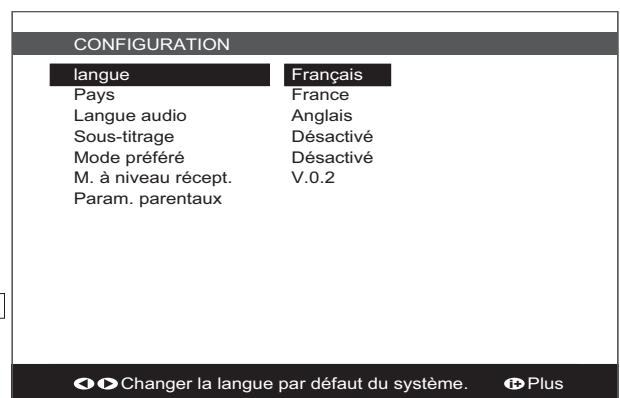 CONFIGURATION
langue Français
Pays France
Langue audio Anglais
Sous-titrage Désactivé
Mode préféré Désactivé
M. à niveau récept. V.0.2
Param. parentaux
Changer la langue par défaut du système. i+ Plus